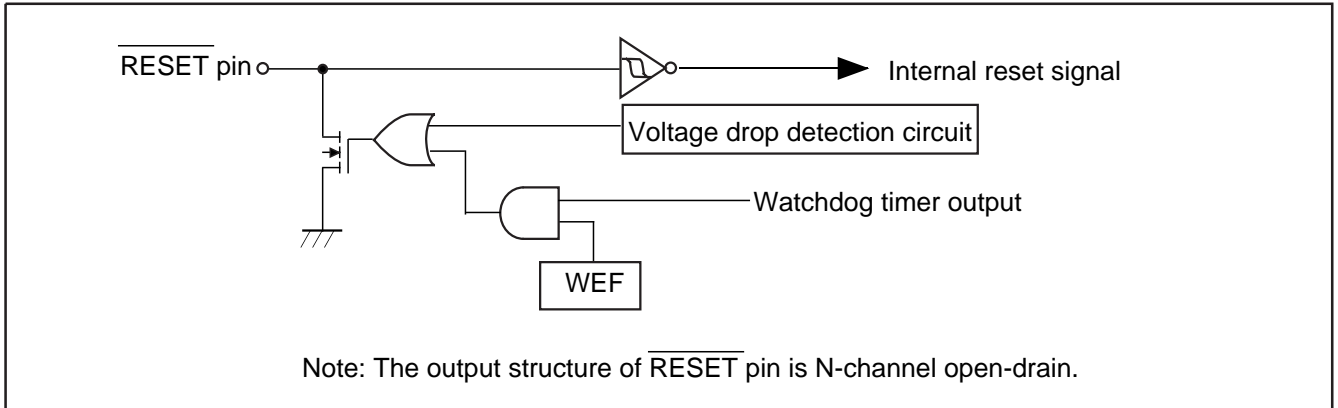 RESET pin
Internal reset signal
Voltage drop detection circuit
Watchdog timer output
WEF
Note: The output structure of RESET pin is N-channel open-drain.